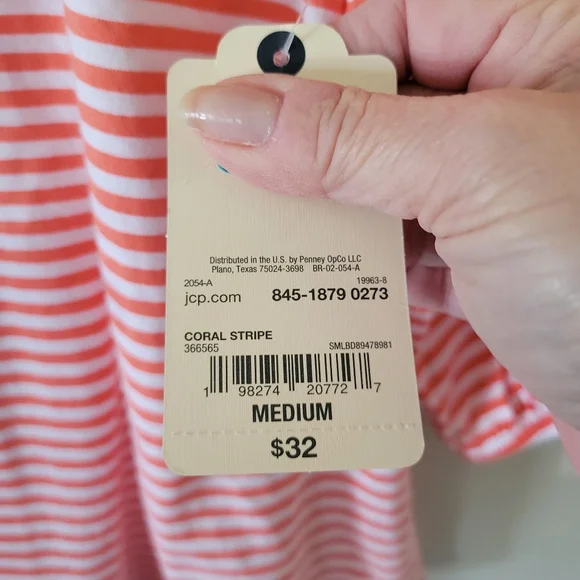 Distributed in the U.S. by Penney OpCo LLC
Plano, Texas 75024-3698 BR-02-054-A
2054-A 19963-8
jcp.com 845-1879 0273
CORAL STRIPE
366565 SMLBD89478981
1 98274 20772 7
MEDIUM
$32